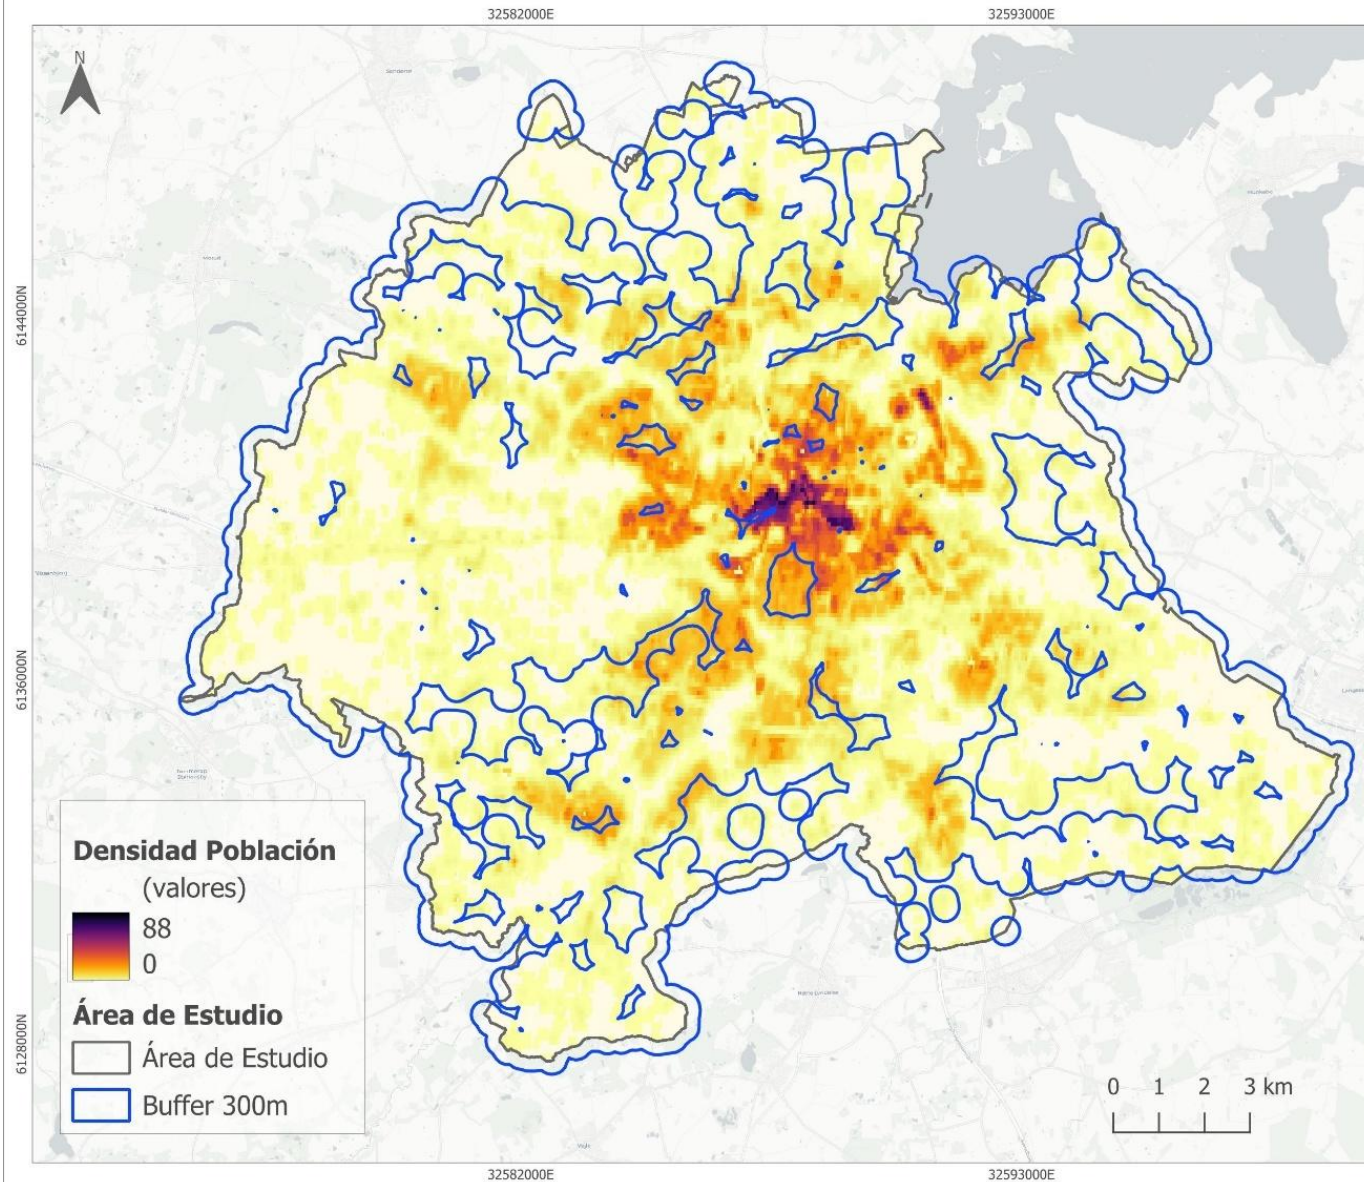 32582000E 32593000E
N
6144000N
6136000N
6128000N
Densidad Población
(valores)
88
0
Área de Estudio
Área de Estudio
Buffer 300m
0 1 2 3 km
32582000E 32593000E